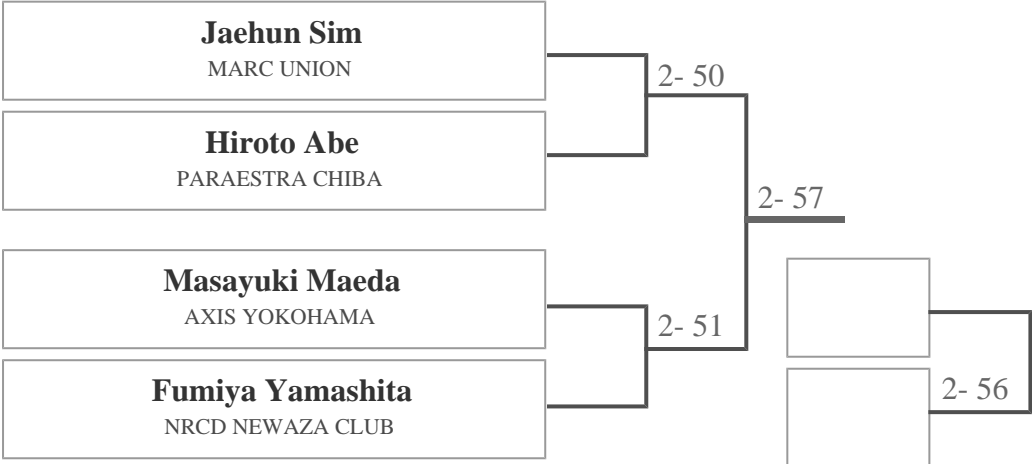 Jaehun Sim
MARC UNION
2- 50
Hiroto Abe
PARAESTRA CHIBA
2- 57
Masayuki Maeda
AXIS YOKOHAMA
2- 51
Fumiya Yamashita
NRCD NEWAZA CLUB
2- 56